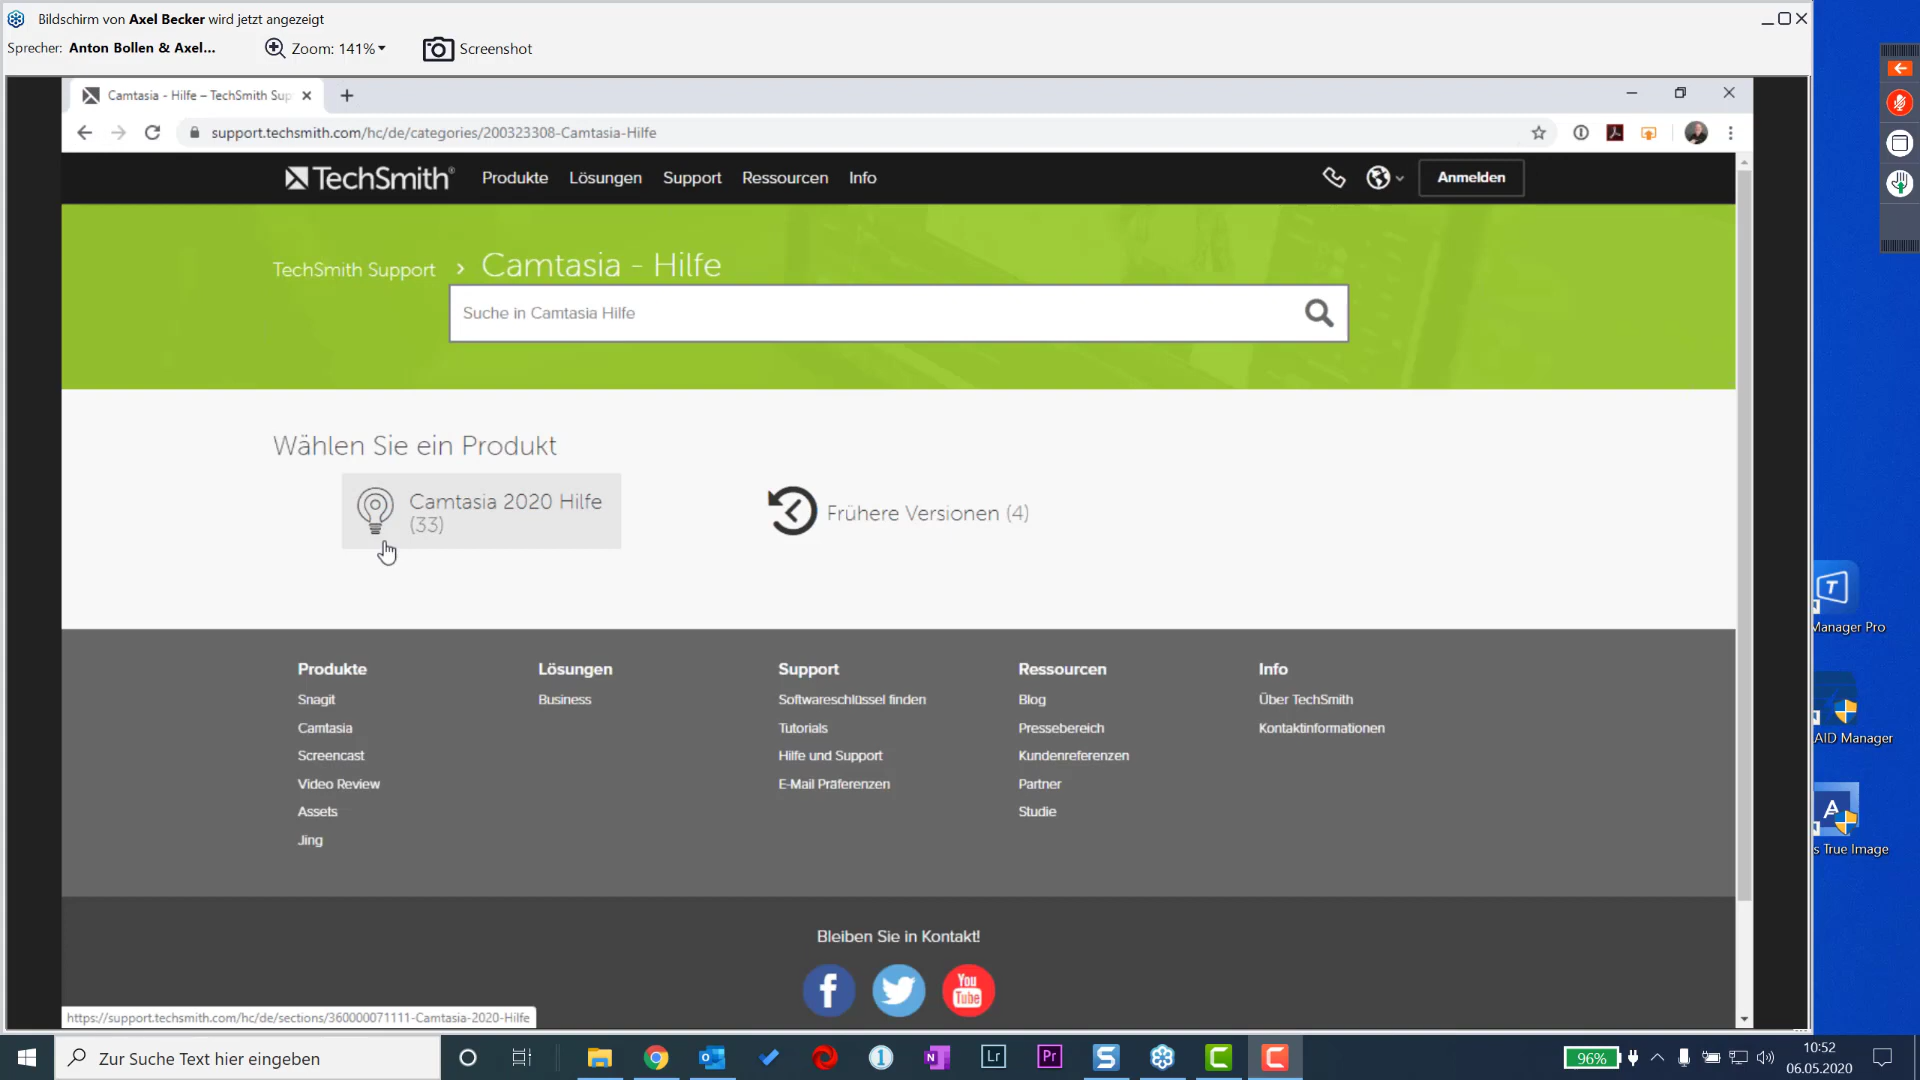 Bildschirm von Axel Becker wird jetzt angezeigt
Sprecher: Anton Bollen & Axel...
Zoom: 141%
Screenshot
Camtasia - Hilfe – TechSmith Sup
support.techsmith.com/hc/de/categories/200323308-Camtasia-Hilfe
TechSmith®
Produkte
Lösungen
Support
Ressourcen
Info
Anmelden
TechSmith Support > Camtasia - Hilfe
Suche in Camtasia Hilfe
Wählen Sie ein Produkt
Camtasia 2020 Hilfe
(33)
Frühere Versionen (4)
Produkte
Snagit
Camtasia
Screencast
Video Review
Assets
Jing
Lösungen
Business
Support
Softwareschlüssel finden
Tutorials
Hilfe und Support
E-Mail Präferenzen
Ressourcen
Blog
Pressebereich
Kundenreferenzen
Partner
Studie
Info
Über TechSmith
Kontaktinformationen
Bleiben Sie in Kontakt!
You
Tube
https://support.techsmith.com/hc/de/sections/360000071111-Camtasia-2020-Hilfe
Manager Pro
AID Manager
s True Image
Zur Suche Text hier eingeben
Lr
Pr
96%
10:52
06.05.2020